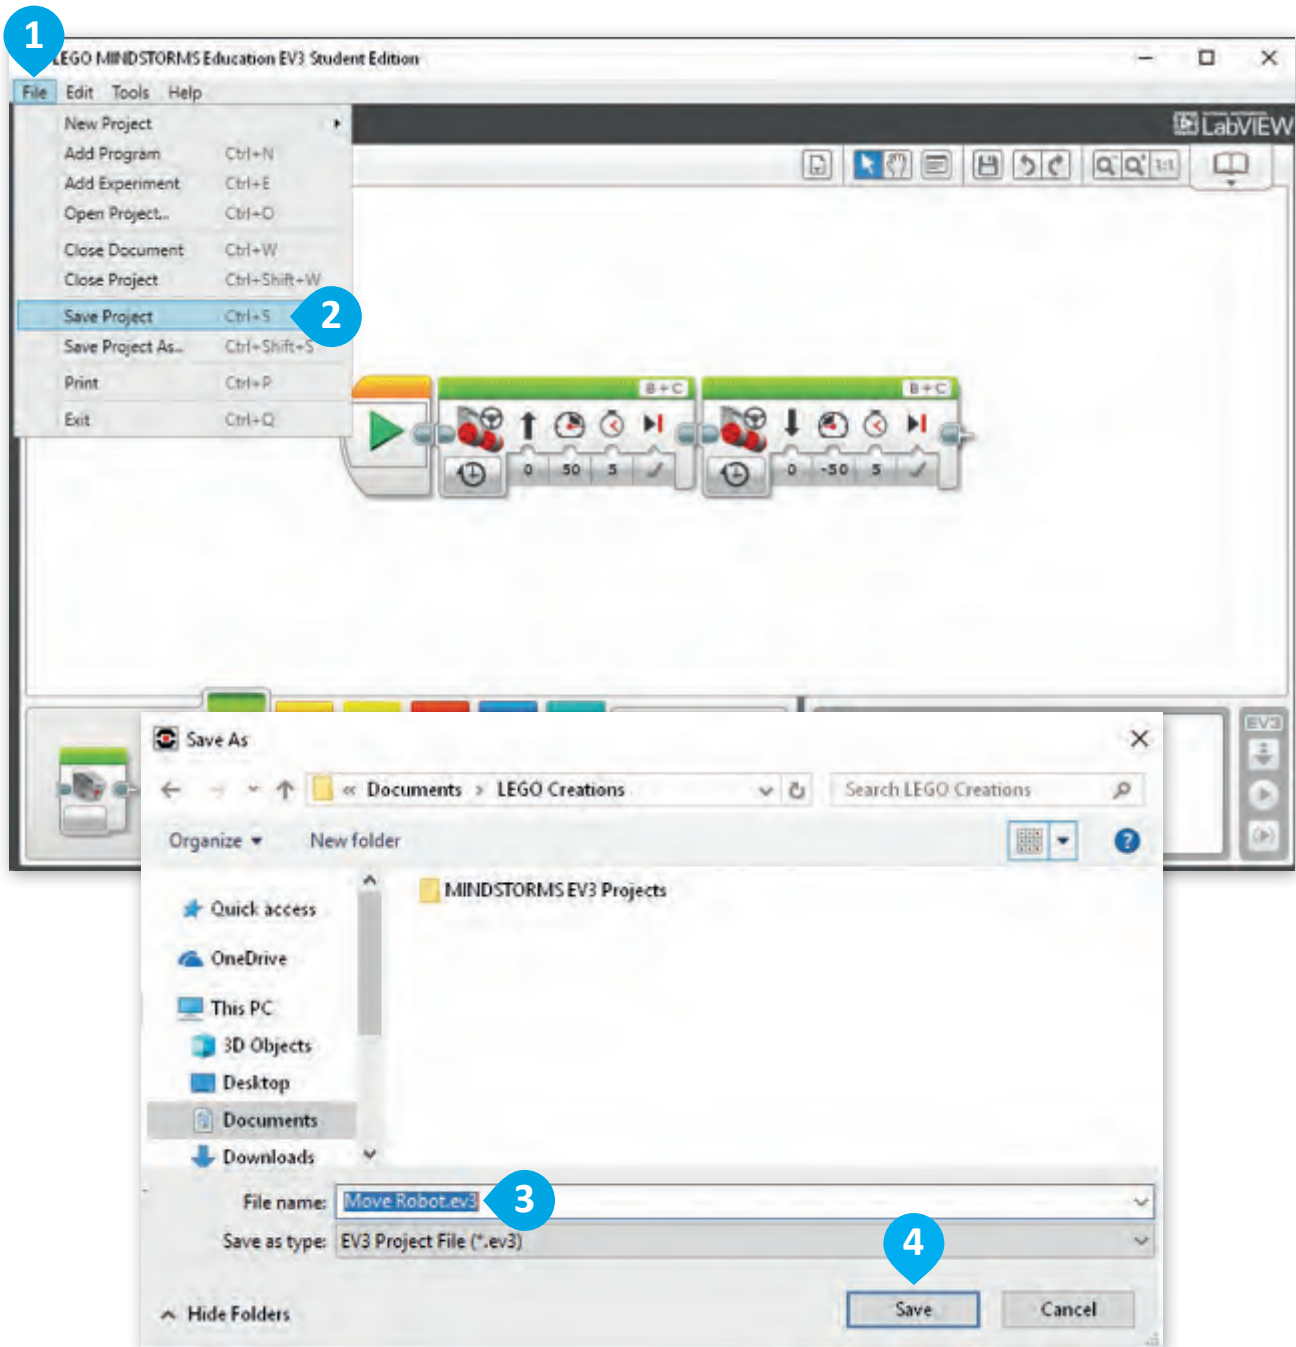 1
LEGO MINDSTORMS Education EV3 Student Edition
File Edit Tools Help
New Project
LabVIEW
Add Program Ctrl+N
Add Experiment Ctrl+E
Open Project... Ctrl+O
1:1
Close Document Ctrl+W
Close Project Ctrl+Shift+W
Save Project Ctrl+S 2
Save Project As... Ctrl+Shift+S
Print Ctrl+P
Exit Ctrl+Q
B+C B+C
0 50 5 0 -50 5
EV3
Save As
« Documents > LEGO Creations Search LEGO Creations
Organize New folder
MINDSTORMS EV3 Projects
Quick access
OneDrive
This PC
3D Objects
Desktop
Documents
Downloads
File name: Move Robot.ev3 3
Save as type: EV3 Project File (*.ev3)
4
Hide Folders Save Cancel